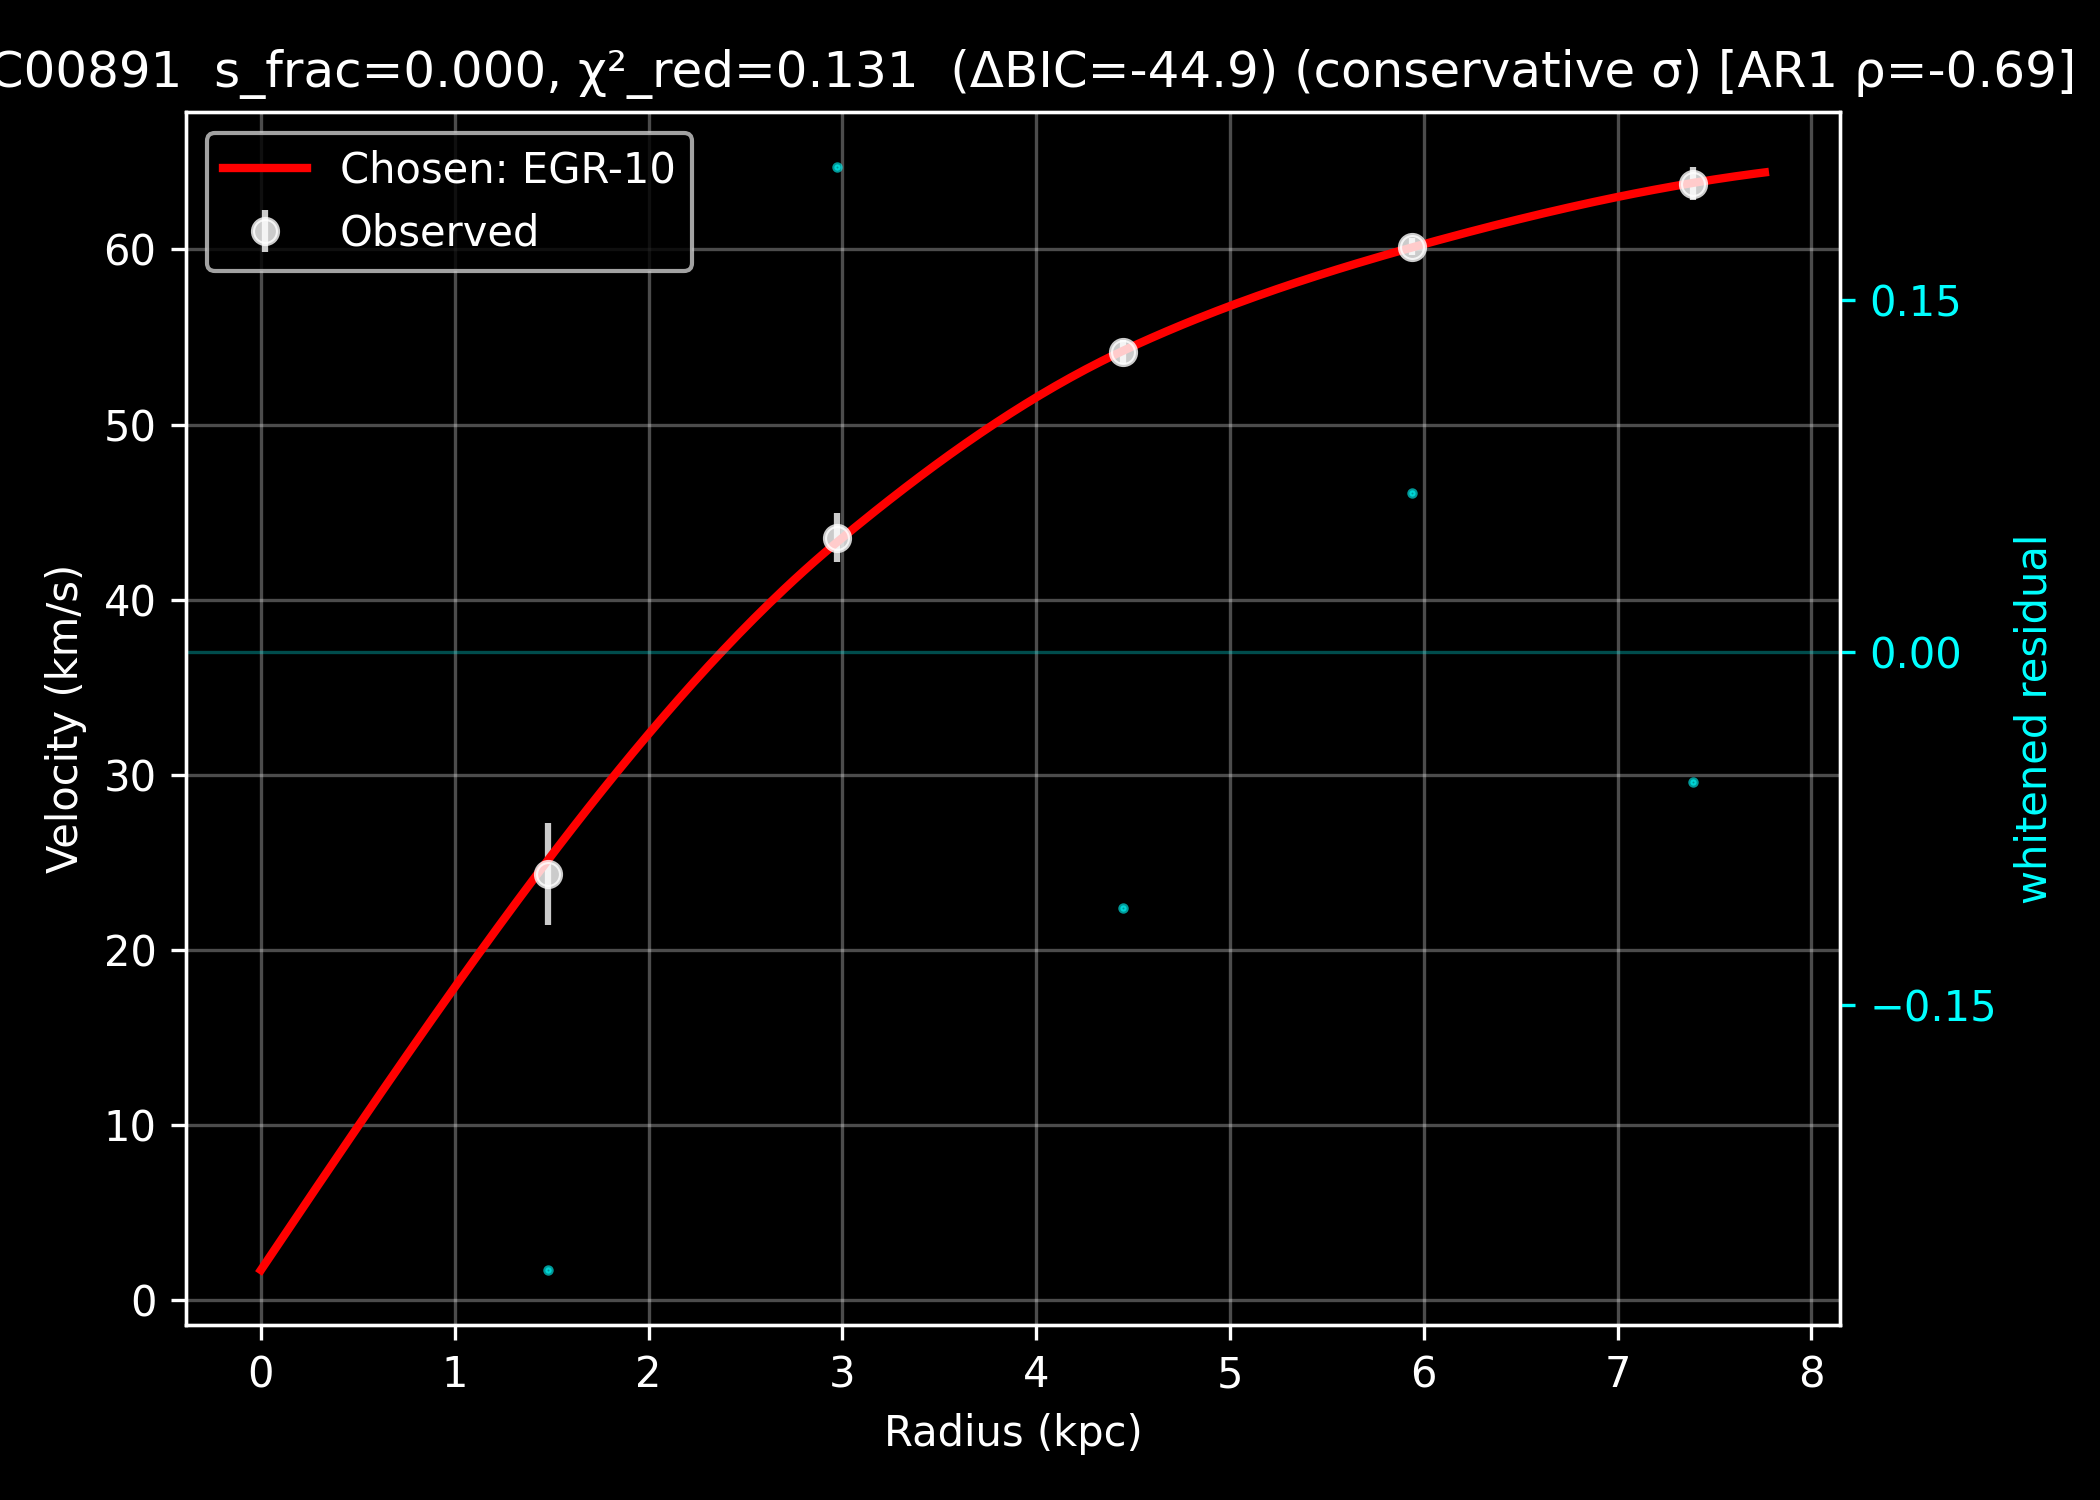 C00891 s_frac=0.000, χ²_red=0.131 (ΔBIC=-44.9) (conservative σ) [AR1 ρ=-0.69]
Chosen: EGR-10
Observed
60
50
40
30
20
10
0
Velocity (km/s)
0 1 2 3 4 5 6 7 8
Radius (kpc)
0.15
0.00
−0.15
whitened residual